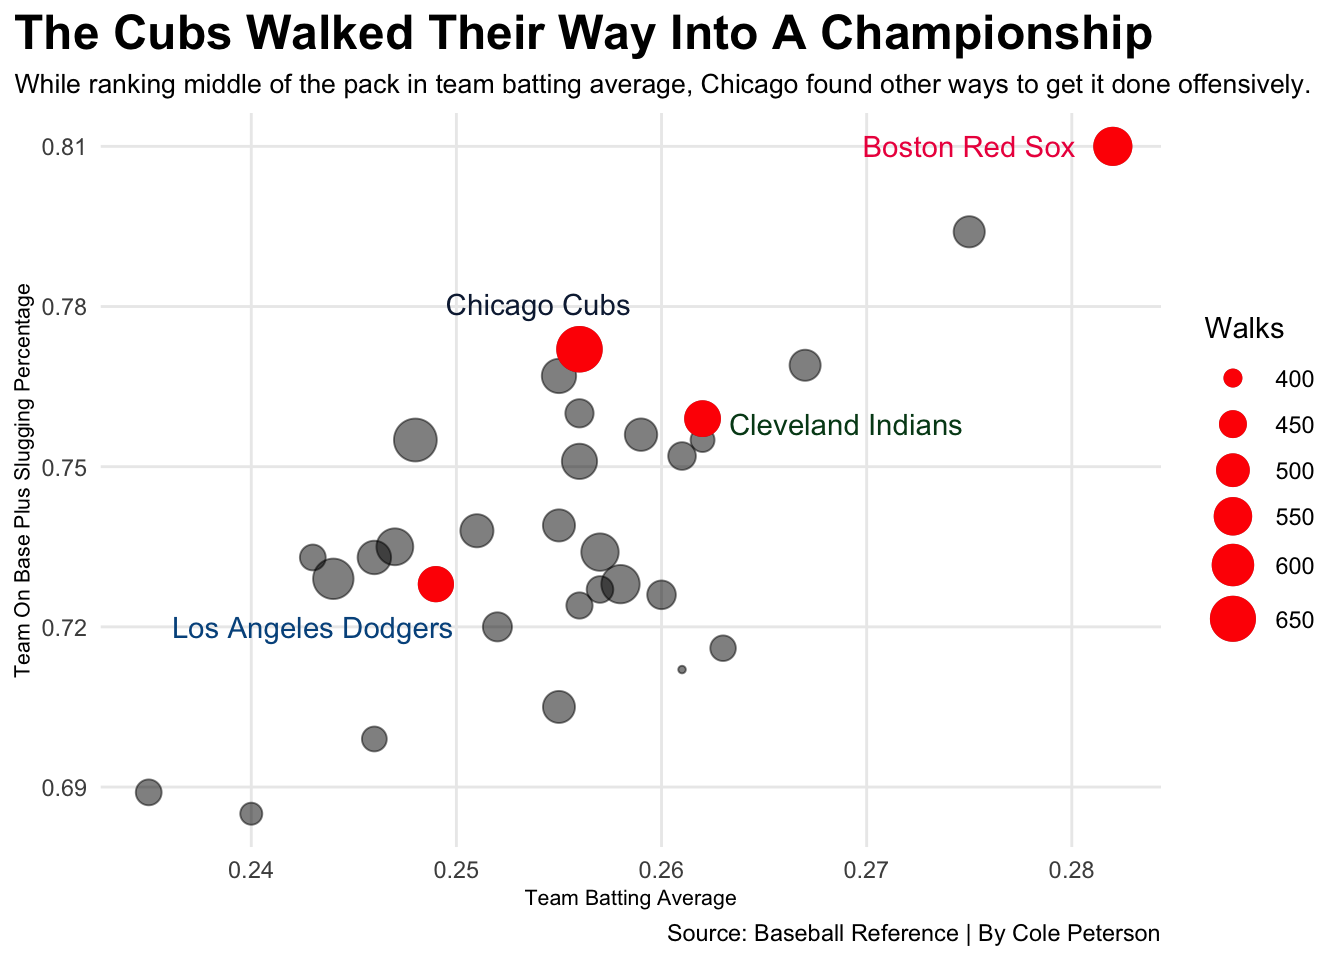 The Cubs Walked Their Way Into A Championship
While ranking middle of the pack in team batting average, Chicago found other ways to get it done offensively.
Team On Base Plus Slugging Percentage
0.81
0.78
0.75
0.72
0.69
Boston Red Sox
Chicago Cubs
Cleveland Indians
Los Angeles Dodgers
0.24
0.25
0.26
0.27
0.28
Team Batting Average
Walks
400
450
500
550
600
650
Source: Baseball Reference | By Cole Peterson